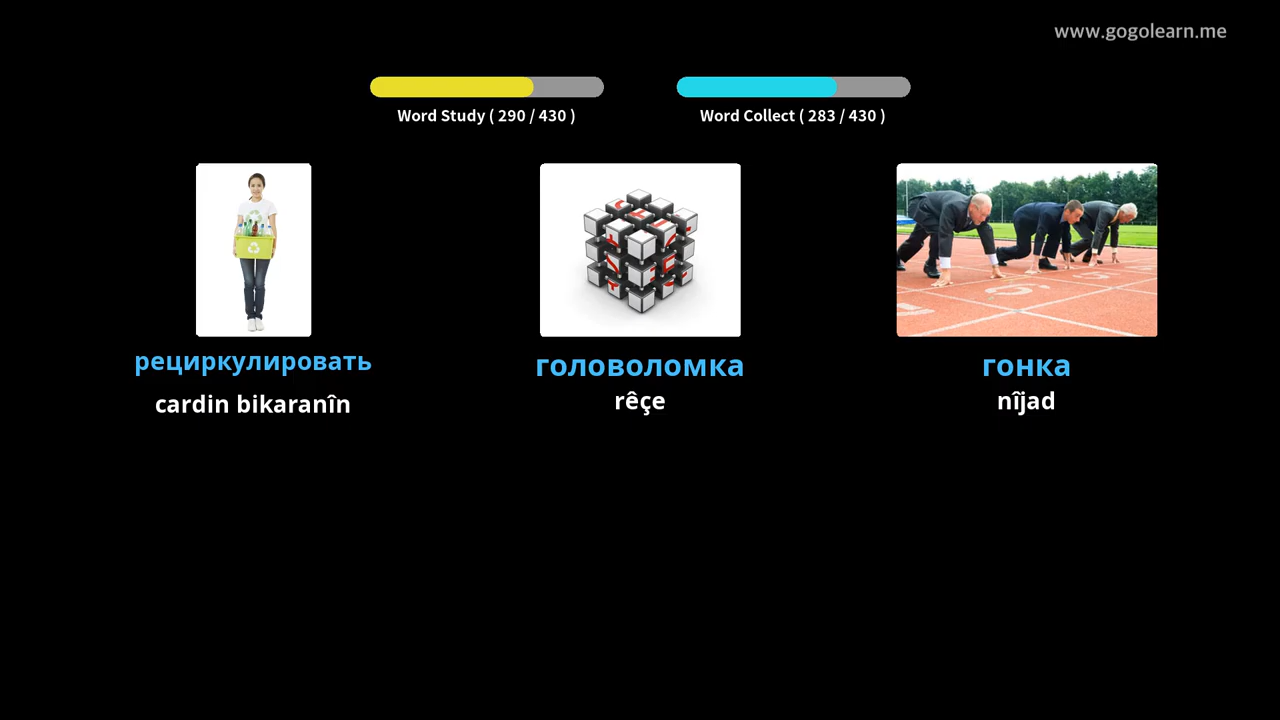 www.gogolearn.me
Word Study ( 290 / 430 )
Word Collect ( 283 / 430 )
рециркулировать
головоломка
гонка
cardin bikaranîn
rêçe
nîjad